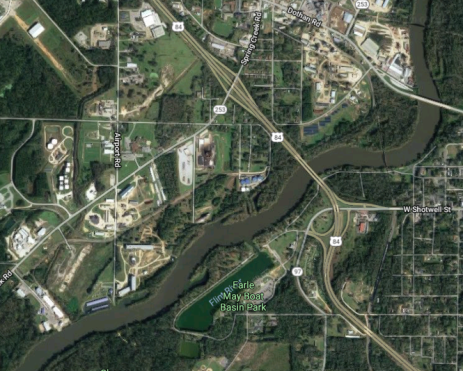 84
253
Dothan Rd
Spring Creek Rd
253
84
Airport Rd
W Shotwell St
84
97
Flint River
Earle
May Boat
Basin Park